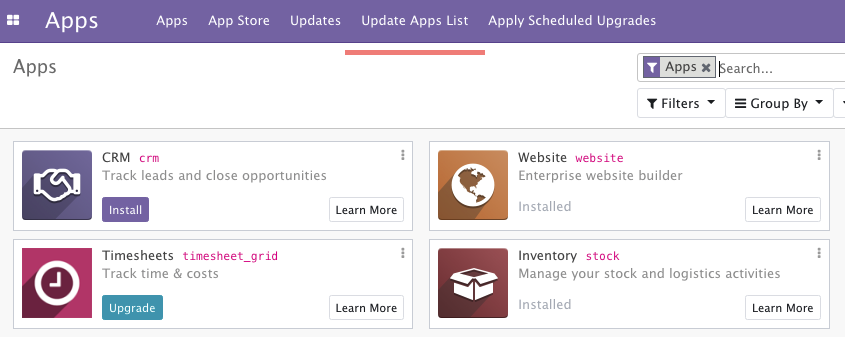 Apps Apps App Store Updates Update Apps List Apply Scheduled Upgrades
Apps
Apps Search...
Filters Group By
CRM crm
Track leads and close opportunities
Install Learn More
Website website
Enterprise website builder
Installed Learn More
Timesheets timesheet_grid
Track time & costs
Upgrade Learn More
Inventory stock
Manage your stock and logistics activities
Installed Learn More